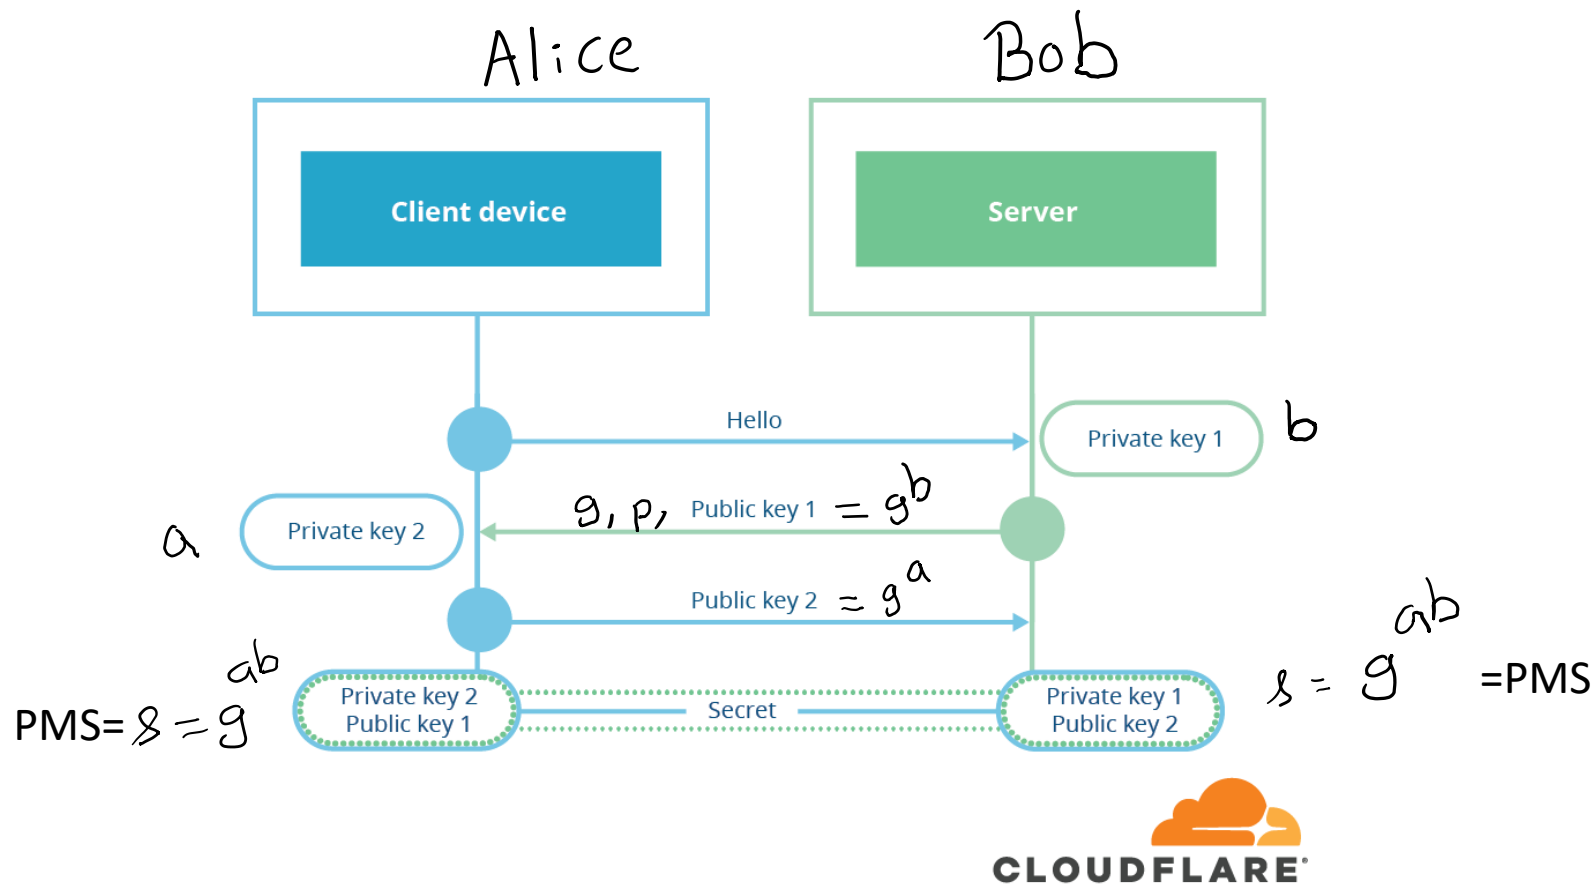 Alice
Bob
Client device
Server
Hello
Private key 1
b
g, p, Public key 1 = g^b
a
Private key 2
Public key 2 = g^a
PMS= s = g^ab
Private key 2
Public key 1
Secret
Private key 1
Public key 2
s = g^ab =PMS
CLOUDFLARE®